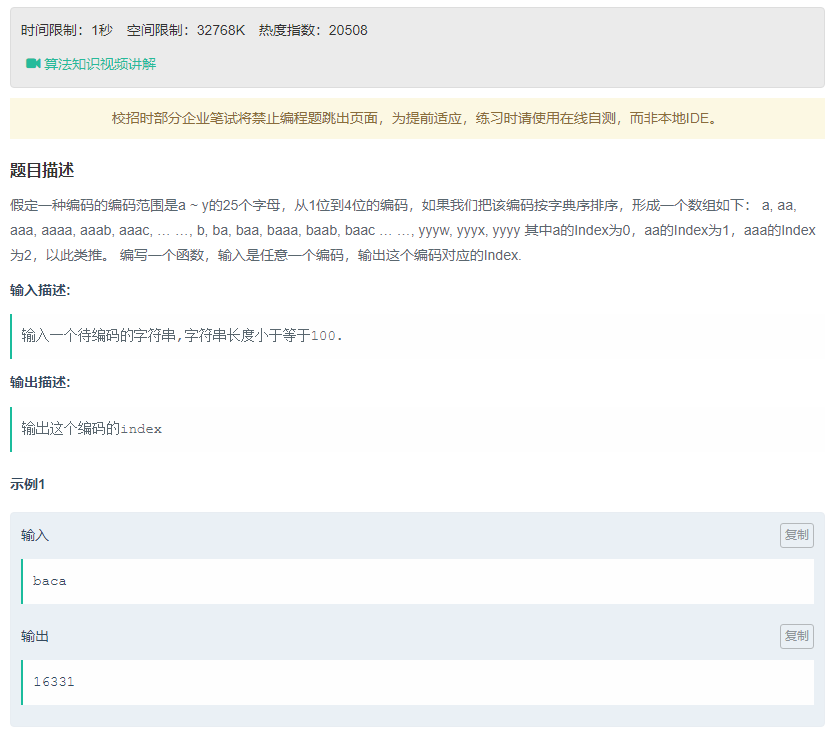 时间限制：1秒 空间限制：32768K 热度指数：20508
算法知识视频讲解
校招时部分企业笔试将禁止编程题跳出页面，为提前适应，练习时请使用在线自测，而非本地IDE。
题目描述
假定一种编码的编码范围是a ~ y的25个字母，从1位到4位的编码，如果我们把该编码按字典序排序，形成一个数组如下： a, aa,
aaa, aaaa, aaab, aaac, … …, b, ba, baa, baaa, baab, baac … …, yyyw, yyyx, yyyy 其中a的Index为0，aa的Index为1，aaa的Index
为2，以此类推。 编写一个函数，输入是任意一个编码，输出这个编码对应的Index.
输入描述:
输入一个待编码的字符串,字符串长度小于等于100.
输出描述:
输出这个编码的index
示例1
输入
复制
baca
输出
复制
16331